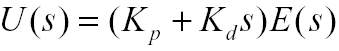 U(s) = (K_p + K_d s)E(s)